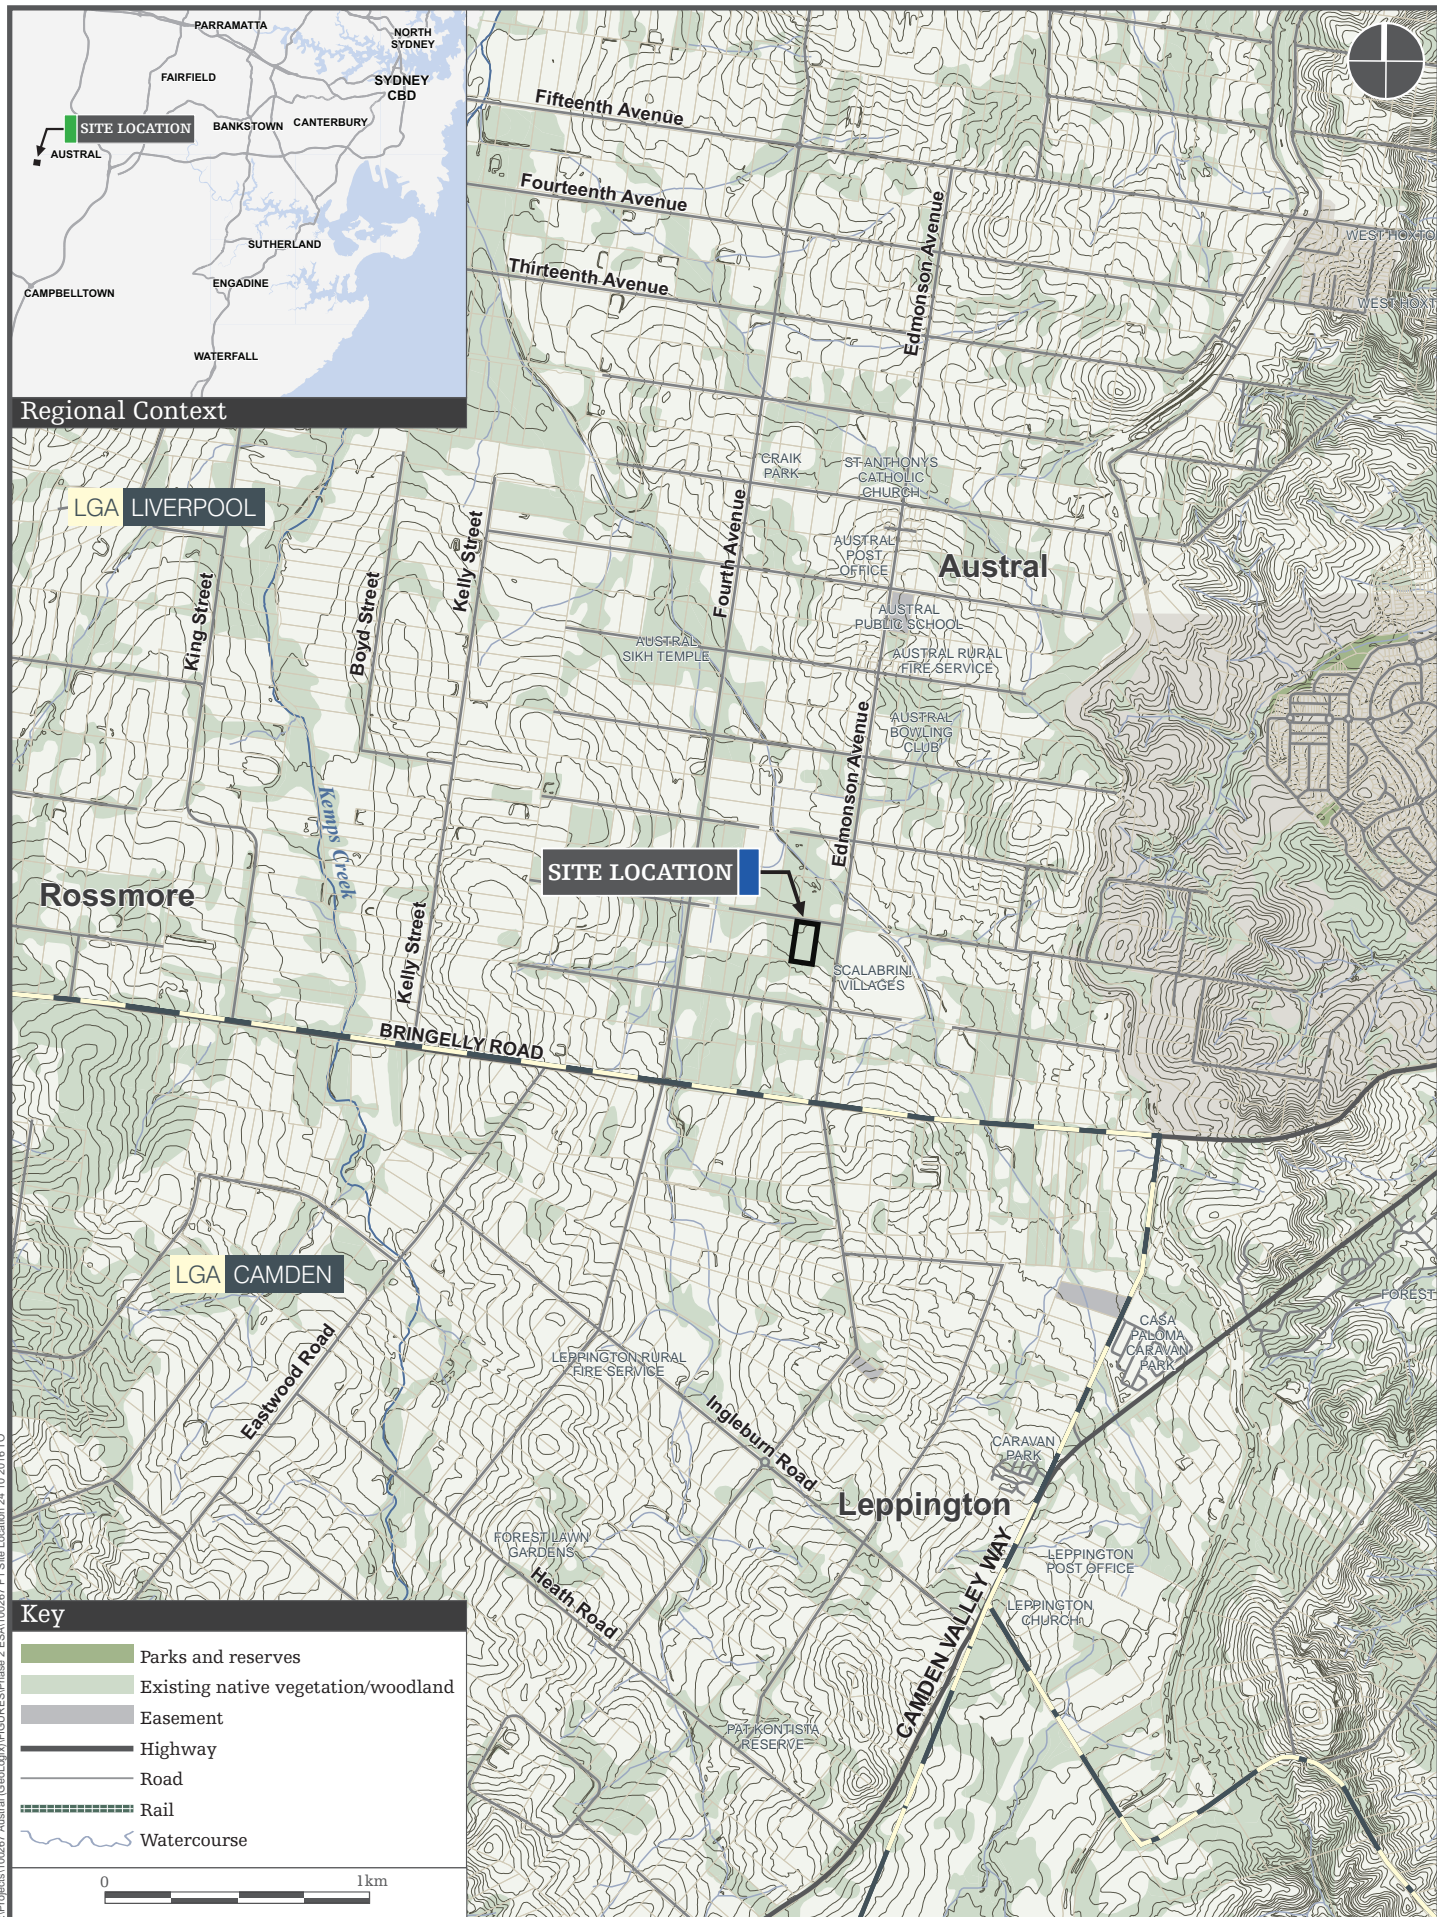 PARRAMATTA
NORTH
SYDNEY
FAIRFIELD
SYDNEY
CBD
SITE LOCATION
BANKSTOWN
CANTERBURY
AUSTRAL
SUTHERLAND
ENGADINE
CAMPBELLTOWN
WATERFALL
Regional Context
Fifteenth Avenue
Fourteenth Avenue
Thirteenth Avenue
Edmonson Avenue
CRAIK
PARK
ST ANTHONYS
CATHOLIC
CHURCH
LGA LIVERPOOL
Kelly Street
Fourth Avenue
AUSTRAL
POST
OFFICE
Austral
King Street
Boyd Street
AUSTRAL
PUBLIC SCHOOL
AUSTRAL
SIKH TEMPLE
AUSTRAL RURAL
FIRE SERVICE
AUSTRAL
BOWLING
CLUB
Edmonson Avenue
Kemps Creek
SITE LOCATION
Rossmore
Kelly Street
SCALABRINI
VILLAGES
BRINGELLY ROAD
LGA CAMDEN
CASA
PALOMA
CARAVAN
PARK
FOREST
Eastwood Road
LEPPINGTON RURAL
FIRE SERVICE
Ingleburn Road
CARAVAN
PARK
Leppington
FOREST LAWN
GARDENS
Heath Road
CAMDEN VALLEY WAY
LEPPINGTON
POST OFFICE
LEPPINGTON
CHURCH
PAT KONTISTA
RESERVE
Key
Parks and reserves
Existing native vegetation/woodland
Easement
Highway
Road
Rail
Watercourse
0 1km